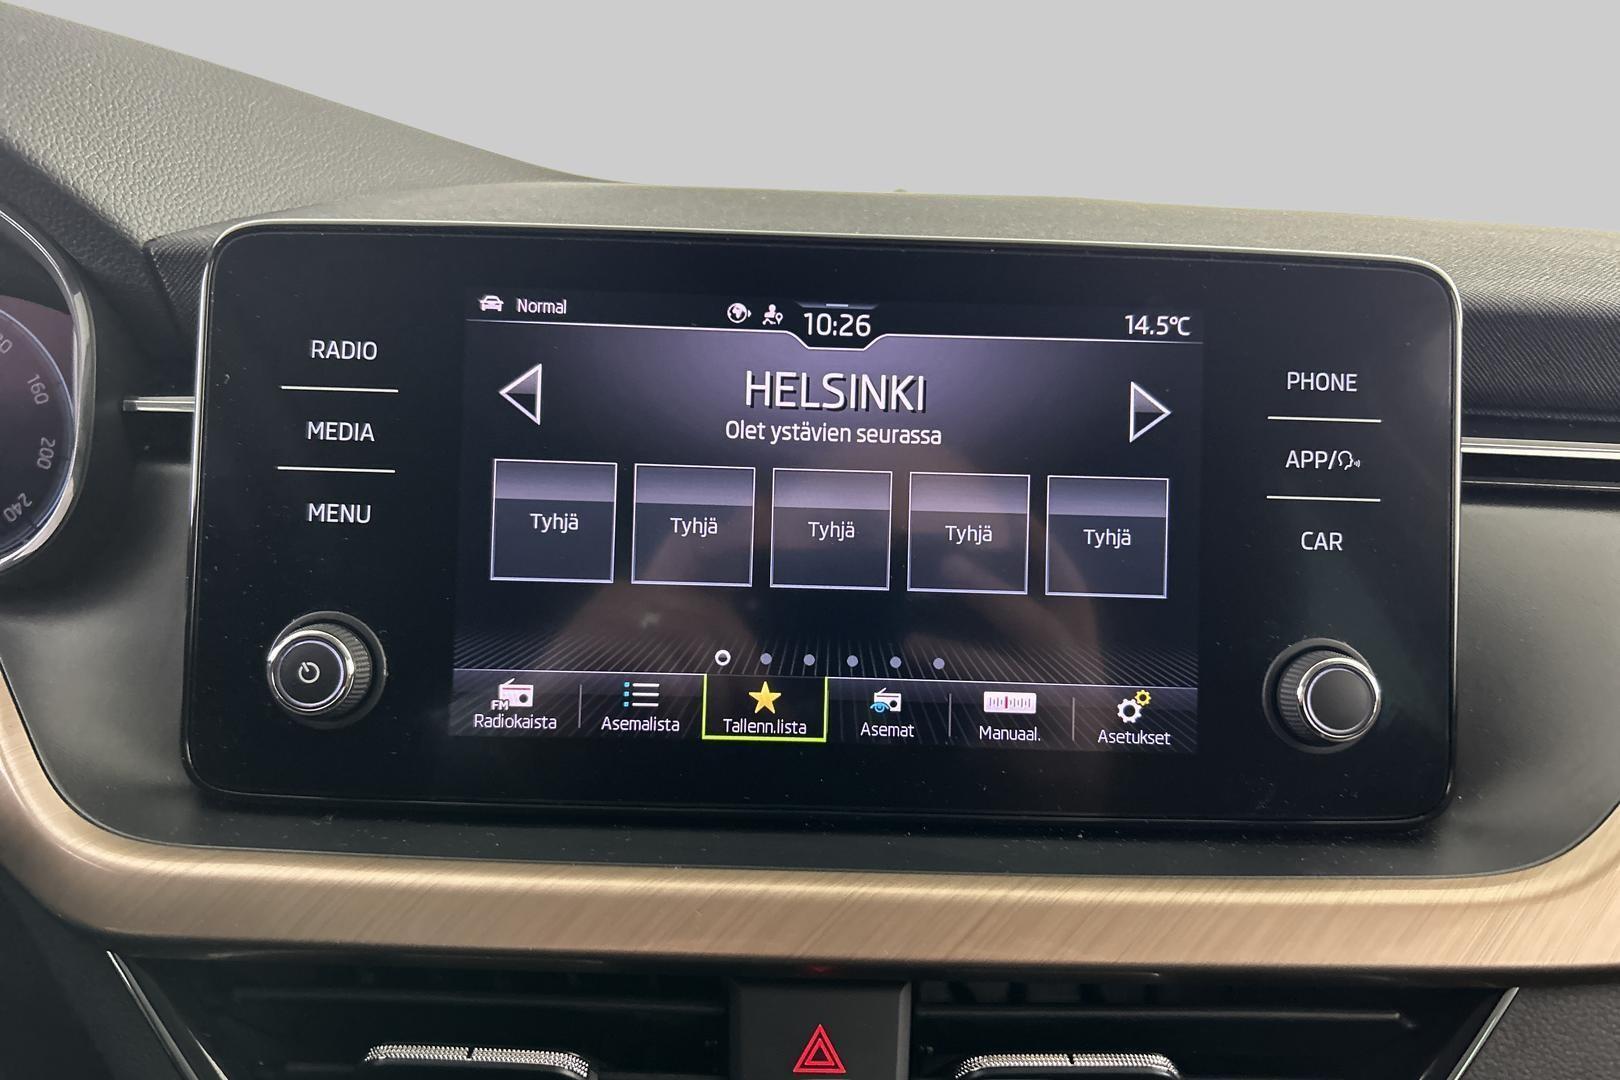 Normal
10:26
14.5°C
RADIO
MEDIA
MENU
HELSINKI
Olet ystävien seurassa
Tyhjä
Tyhjä
Tyhjä
Tyhjä
Tyhjä
PHONE
APP/
CAR
FM
Radiokaista
Asemalista
Tallenn.lista
Asemat
Manuaal.
Asetukset
160
200
240